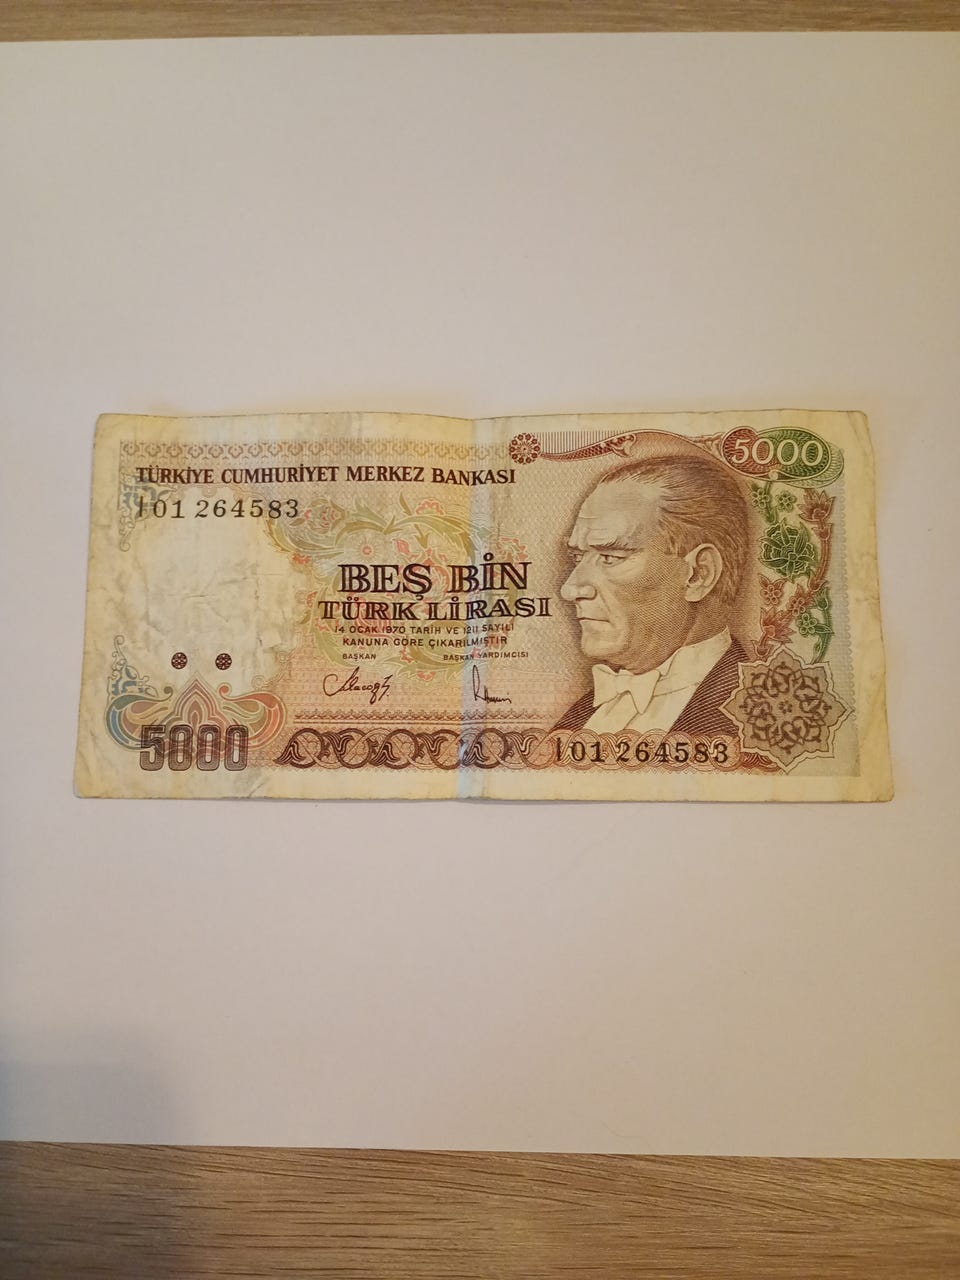 TÜRKİYE CUMHURİYET MERKEZ BANKASI
5000
I01 264583
BEŞ BİN
TÜRK LİRASI
14 OCAK 1970 TARİH VE 1211 SAYILI
KANUNA GÖRE ÇIKARILMIŞTIR
BAŞKAN BAŞKAN YARDIMCISI
5000
I01 264583